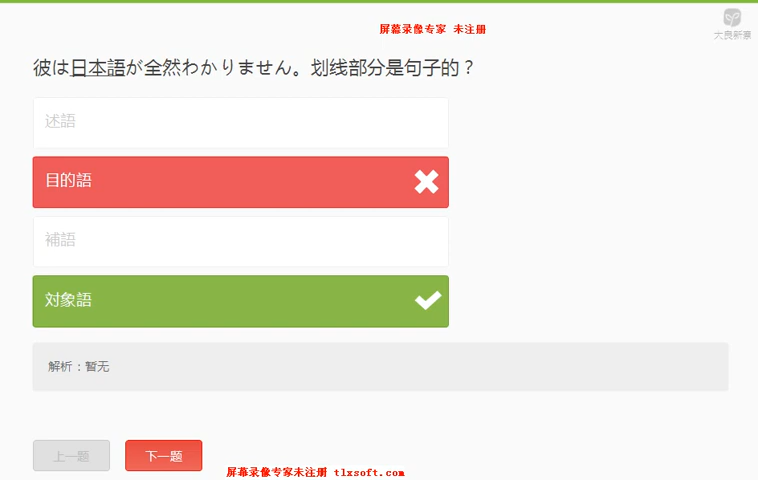 屏幕录像专家 未注册
大良新景
彼は日本語が全然わかりません。划线部分是句子的？
述語
目的語
補語
対象語
解析：暂无
上一题
下一题
屏幕录像专家未注册 tlxsoft.com